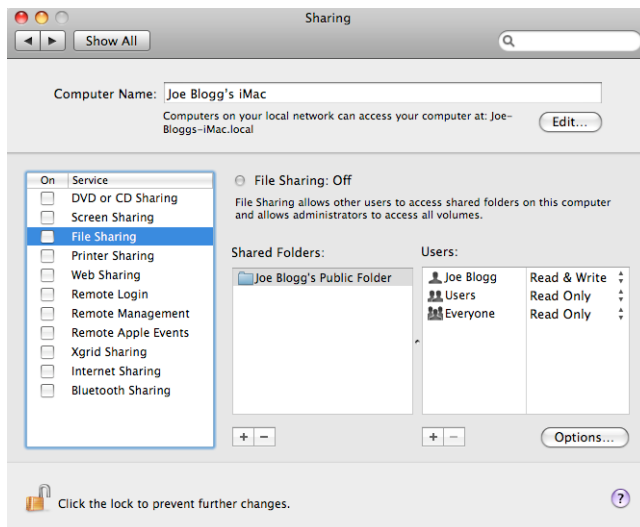 Sharing
Show All
Computer Name: Joe Blogg's iMac
Computers on your local network can access your computer at: Joe-
Bloggs-iMac.local
Edit...
On Service
DVD or CD Sharing
Screen Sharing
File Sharing
Printer Sharing
Web Sharing
Remote Login
Remote Management
Remote Apple Events
Xgrid Sharing
Internet Sharing
Bluetooth Sharing
File Sharing: Off
File Sharing allows other users to access shared folders on this computer
and allows administrators to access all volumes.
Shared Folders:
Joe Blogg's Public Folder
Users:
Joe Blogg Read & Write
Users Read Only
Everyone Read Only
+ −
+ −
Options...
Click the lock to prevent further changes.
?